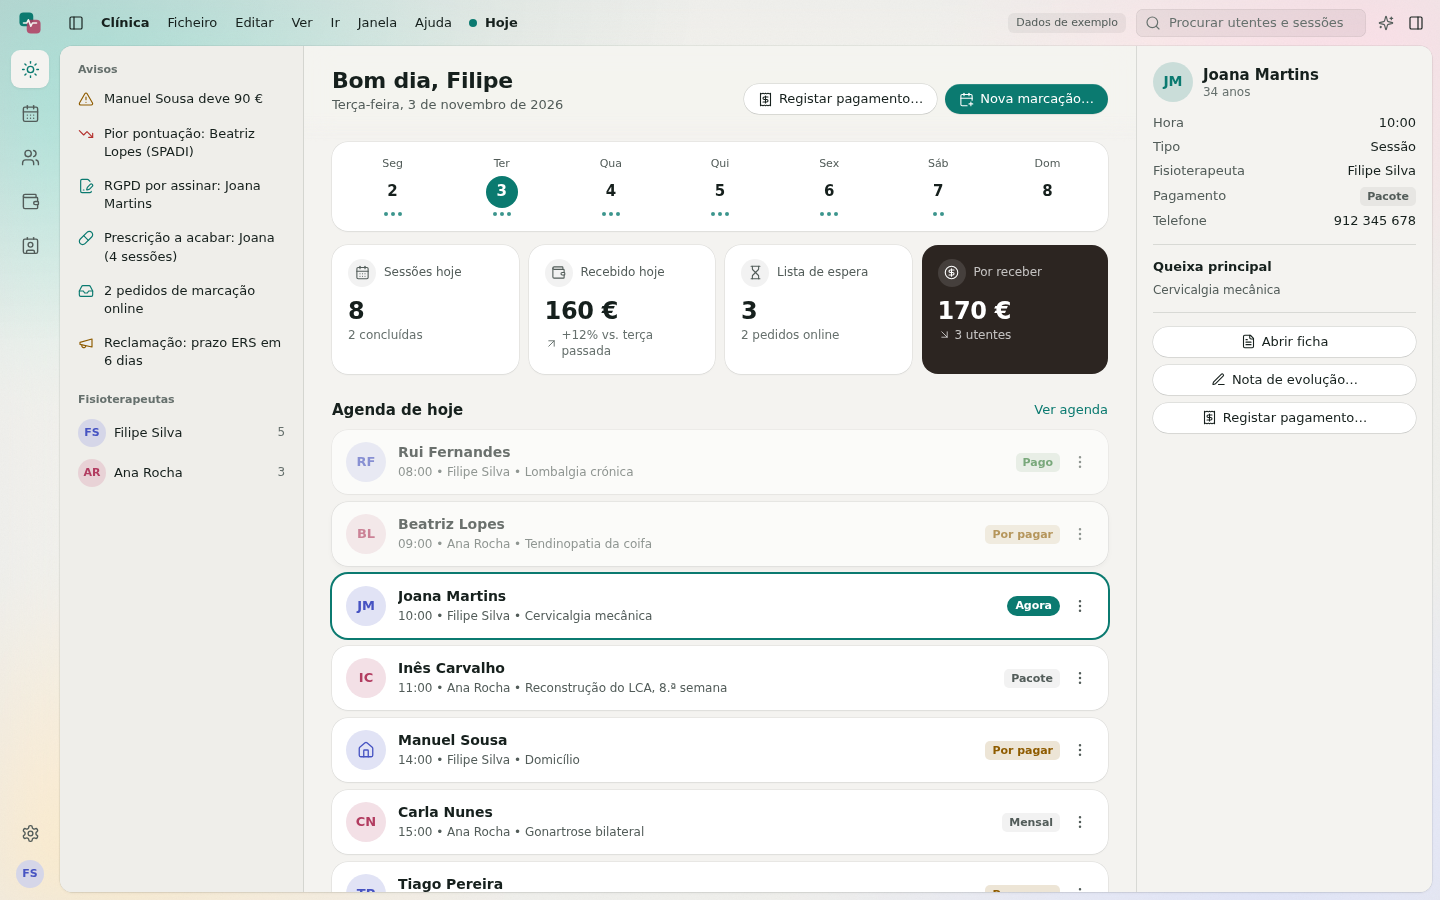 Clínica Ficheiro Editar Ver Ir Janela Ajuda Hoje
Dados de exemplo
Procurar utentes e sessões
Avisos
Manuel Sousa deve 90 €
Pior pontuação: Beatriz
Lopes (SPADI)
RGPD por assinar: Joana
Martins
Prescrição a acabar: Joana
(4 sessões)
2 pedidos de marcação
online
Reclamação: prazo ERS em
6 dias
Fisioterapeutas
FS Filipe Silva 5
AR Ana Rocha 3
FS
Bom dia, Filipe
Terça-feira, 3 de novembro de 2026
Registar pagamento…
Nova marcação…
Seg Ter Qua Qui Sex Sáb Dom
2 3 4 5 6 7 8
Sessões hoje
8
2 concluídas
Recebido hoje
160 €
+12% vs. terça
passada
Lista de espera
3
2 pedidos online
Por receber
170 €
3 utentes
Agenda de hoje
Ver agenda
RF
Rui Fernandes
08:00 • Filipe Silva • Lombalgia crónica
Pago
BL
Beatriz Lopes
09:00 • Ana Rocha • Tendinopatia da coifa
Por pagar
JM
Joana Martins
10:00 • Filipe Silva • Cervicalgia mecânica
Agora
IC
Inês Carvalho
11:00 • Ana Rocha • Reconstrução do LCA, 8.ª semana
Pacote
Manuel Sousa
14:00 • Filipe Silva • Domicílio
Por pagar
CN
Carla Nunes
15:00 • Ana Rocha • Gonartrose bilateral
Mensal
Tiago Pereira
JM
Joana Martins
34 anos
Hora 10:00
Tipo Sessão
Fisioterapeuta Filipe Silva
Pagamento Pacote
Telefone 912 345 678
Queixa principal
Cervicalgia mecânica
Abrir ficha
Nota de evolução…
Registar pagamento…